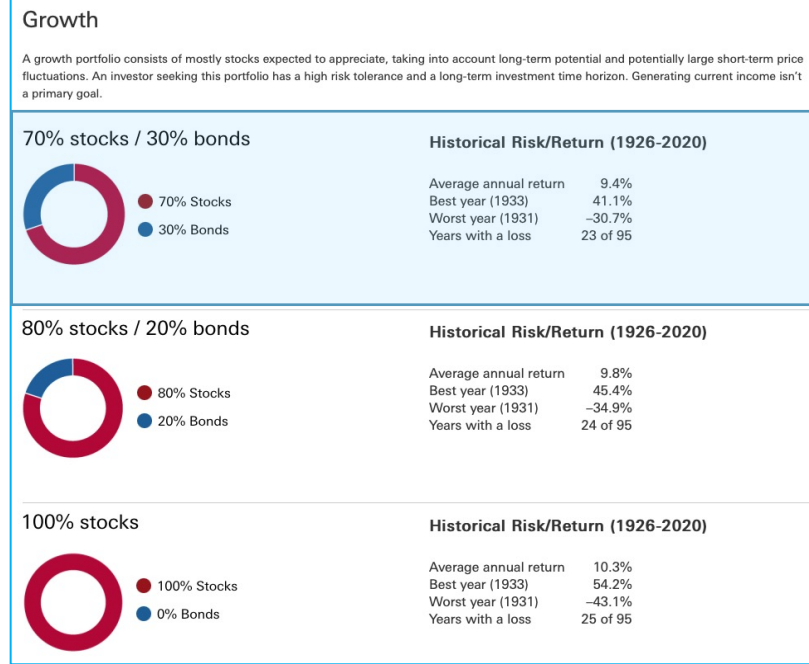 Growth
A growth portfolio consists of mostly stocks expected to appreciate, taking into account long-term potential and potentially large short-term price
fluctuations. An investor seeking this portfolio has a high risk tolerance and a long-term investment time horizon. Generating current income isn't
a primary goal.
70% stocks / 30% bonds
70% Stocks
30% Bonds
Historical Risk/Return (1926-2020)
Average annual return 9.4%
Best year (1933) 41.1%
Worst year (1931) –30.7%
Years with a loss 23 of 95
80% stocks / 20% bonds
80% Stocks
20% Bonds
Historical Risk/Return (1926-2020)
Average annual return 9.8%
Best year (1933) 45.4%
Worst year (1931) –34.9%
Years with a loss 24 of 95
100% stocks
100% Stocks
0% Bonds
Historical Risk/Return (1926-2020)
Average annual return 10.3%
Best year (1933) 54.2%
Worst year (1931) –43.1%
Years with a loss 25 of 95